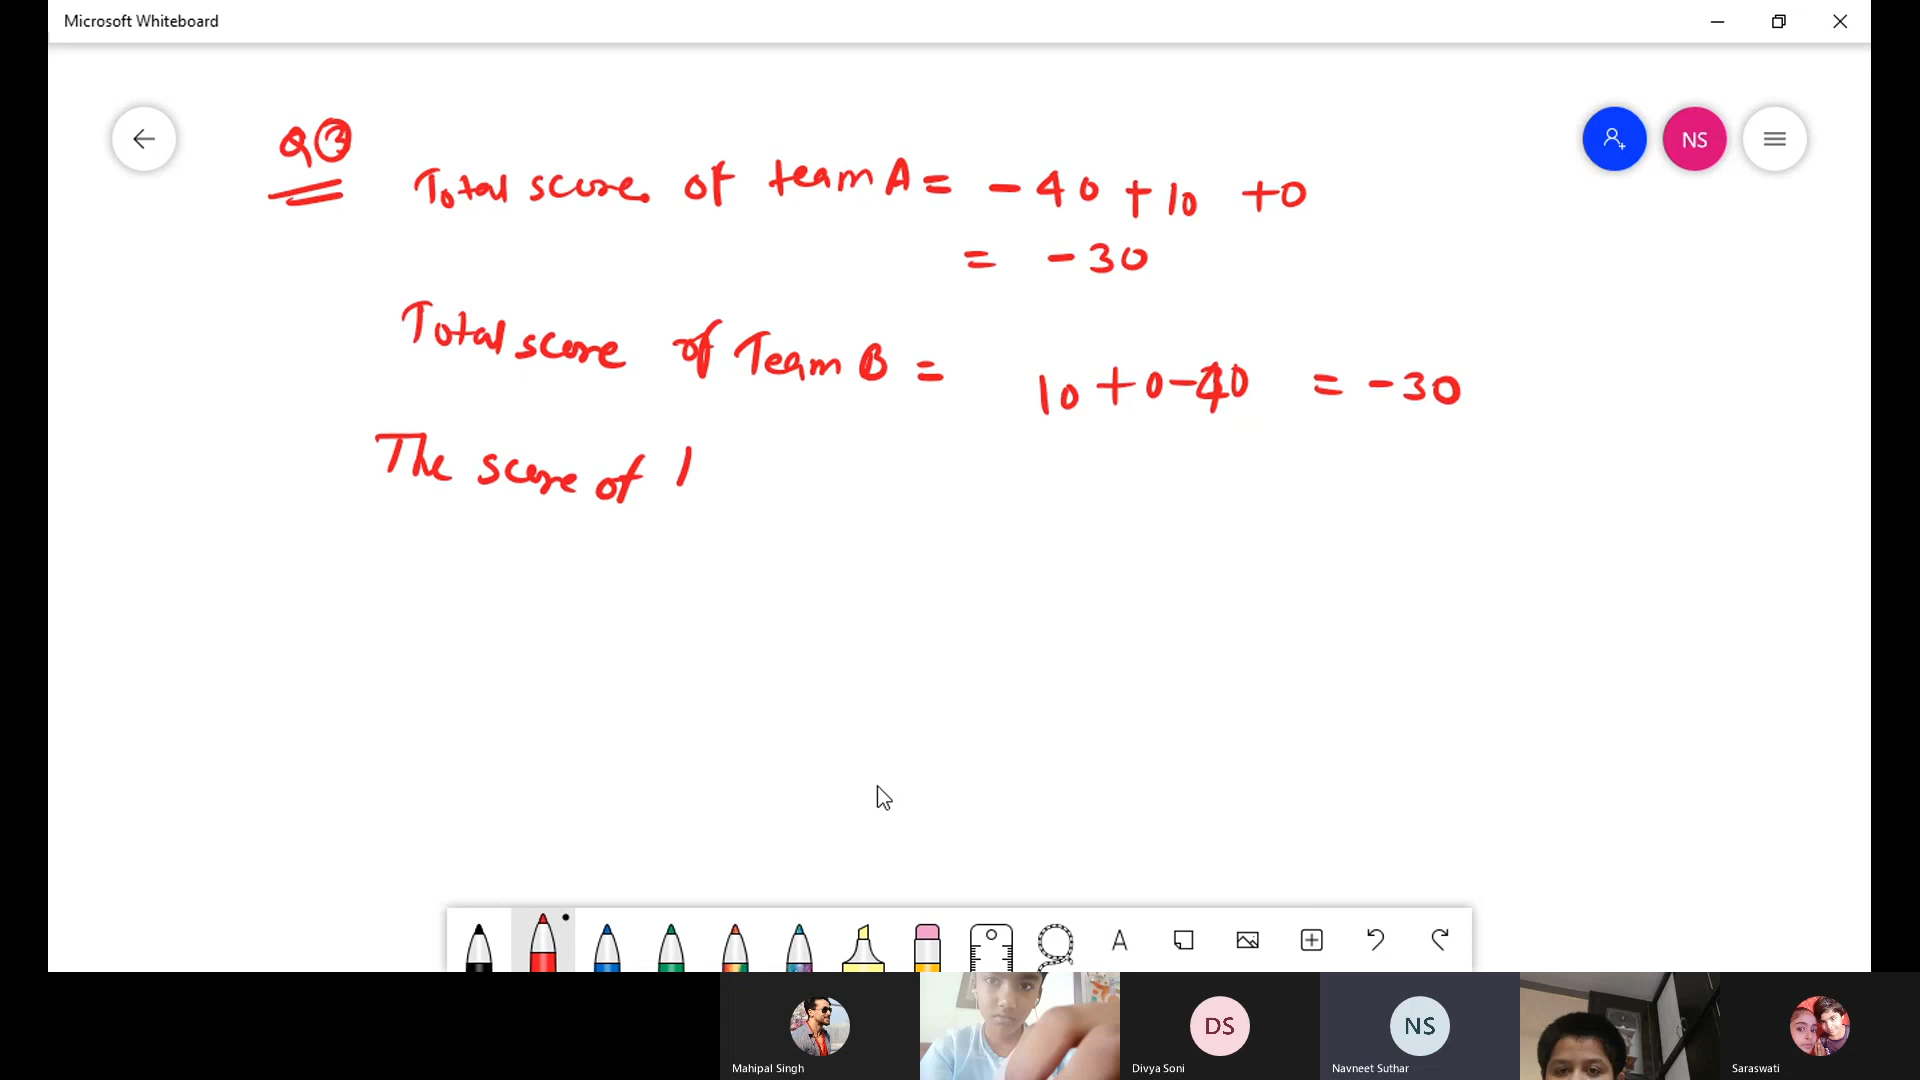 Microsoft Whiteboard
NS
Q3
Total score of team A = - 40 + 10 + 0
= - 30
Total score of Team B = 10 + 0 - 40 = - 30
The score of
A
DS
NS
Mahipal Singh
Divya Soni
Navneet Suthar
Saraswati